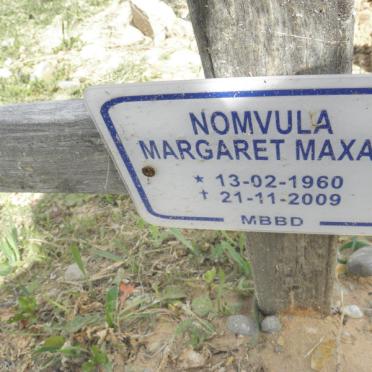 NOMVULA
MARGARET MAXA
* 13-02-1960
† 21-11-2009
MBBD